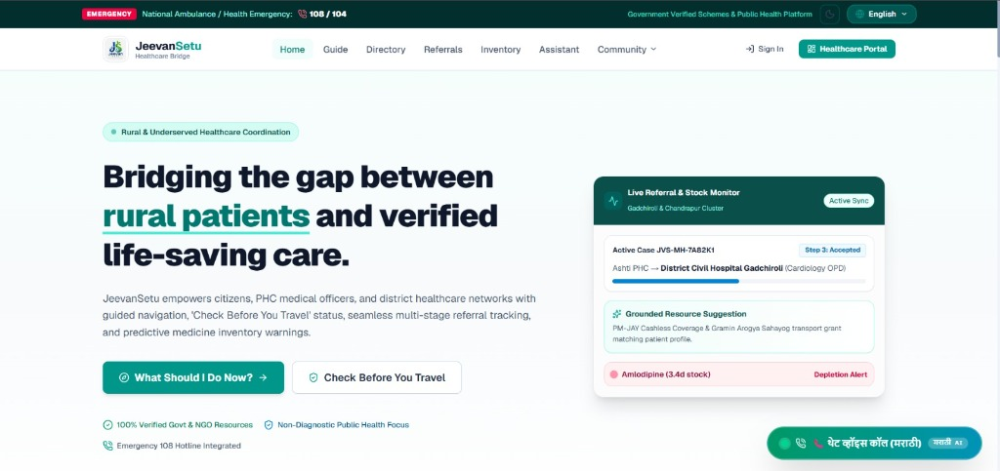 EMERGENCY National Ambulance / Health Emergency: 108 / 104
Government Verified Schemes & Public Health Platform
English
JeevanSetu
Healthcare Bridge
Home Guide Directory Referrals Inventory Assistant Community
Sign In
Healthcare Portal
Rural & Underserved Healthcare Coordination
Bridging the gap between
rural patients and verified
life-saving care.
JeevanSetu empowers citizens, PHC medical officers, and district healthcare networks with
guided navigation, 'Check Before You Travel' status, seamless multi-stage referral tracking,
and predictive medicine inventory warnings.
What Should I Do Now? →
Check Before You Travel
100% Verified Govt & NGO Resources
Non-Diagnostic Public Health Focus
Emergency 108 Hotline Integrated
Live Referral & Stock Monitor
Gadchiroli & Chandrapur Cluster
Active Sync
Active Case JVS-MH-7A82K1
Step 3: Accepted
Ashti PHC → District Civil Hospital Gadchiroli (Cardiology OPD)
Grounded Resource Suggestion
PM-JAY Cashless Coverage & Gramin Arogya Sahayog transport grant
matching patient profile.
Amlodipine (3.4d stock)
Depletion Alert
थेट व्हॉइस कॉल (मराठी) मराठी AI